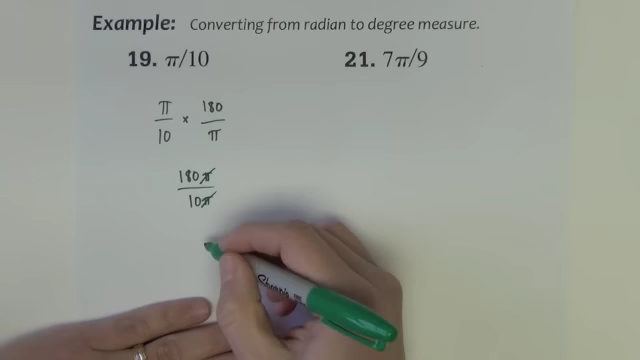 Example: Converting from radian to degree measure.
19. π/10 21. 7π/9
π/10 × 180/π
180π/10π
Sharpie